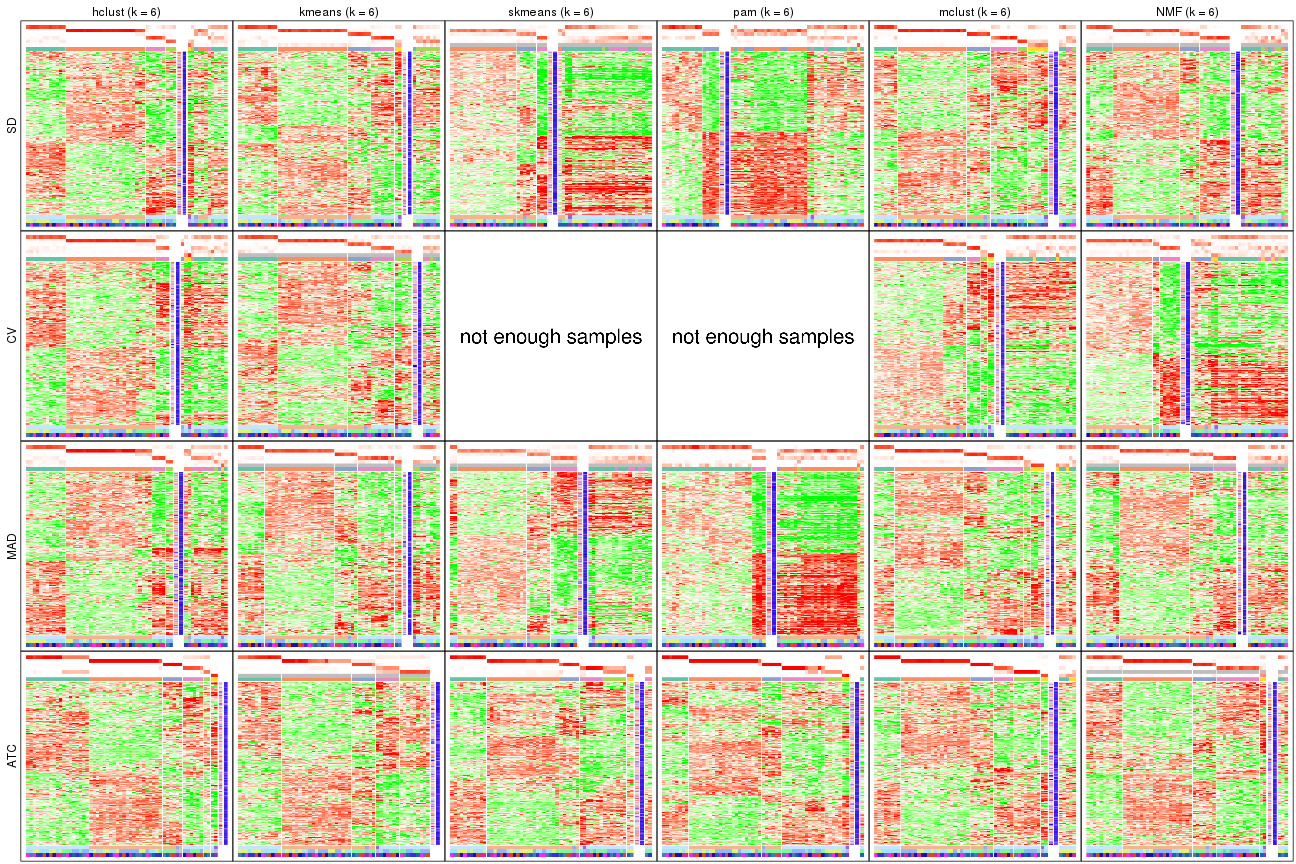 hclust (k = 6) kmeans (k = 6) skmeans (k = 6) pam (k = 6) mclust (k = 6) NMF (k = 6)
SD
CV
not enough samples not enough samples
MAD
ATC